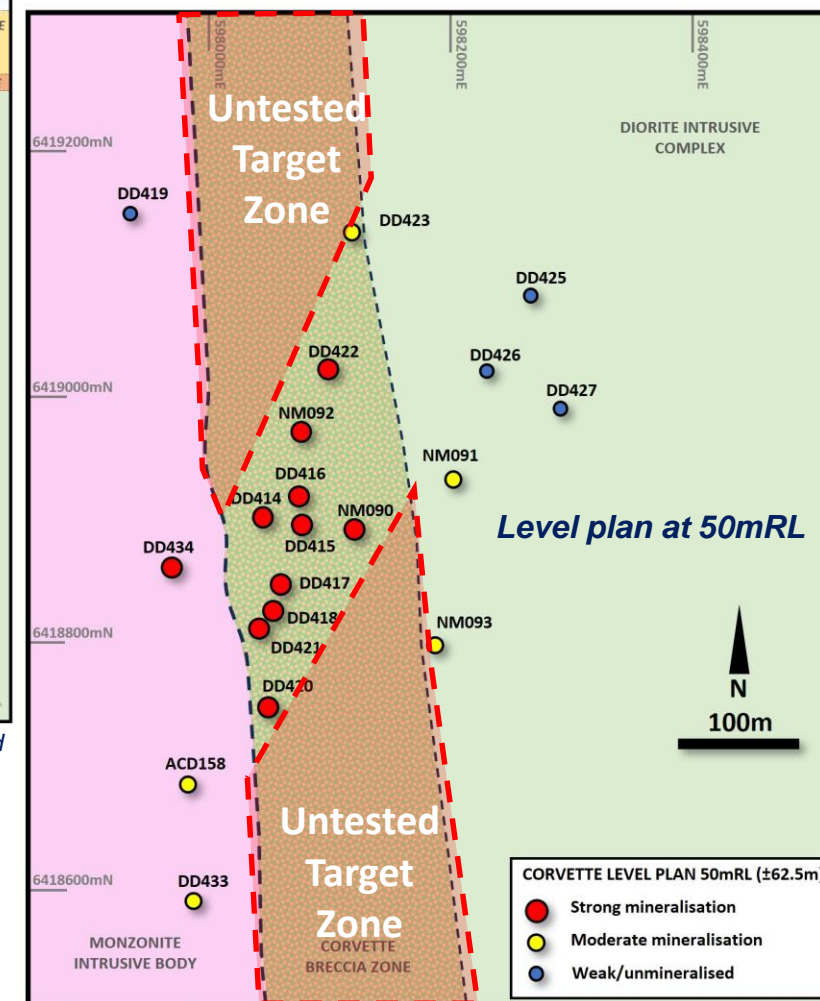 E
E
d
598000mE
598200mE
598400mE
Untested
Target
Zone
DIORITE INTRUSIVE
COMPLEX
6419200mN
DD419
DD423
DD425
DD422
DD426
6419000mN
DD427
NM092
NM091
DD416
DD414
NM090
Level plan at 50mRL
DD415
DD434
DD417
DD418
NM093
6418800mN
DD421
N
DD420
100m
ACD158
Untested
Target
Zone
CORVETTE LEVEL PLAN 50mRL (±62.5m)
6418600mN
DD433
Strong mineralisation
MONZONITE
INTRUSIVE BODY
CORVETTE
BRECCIA ZONE
Moderate mineralisation
Weak/unmineralised